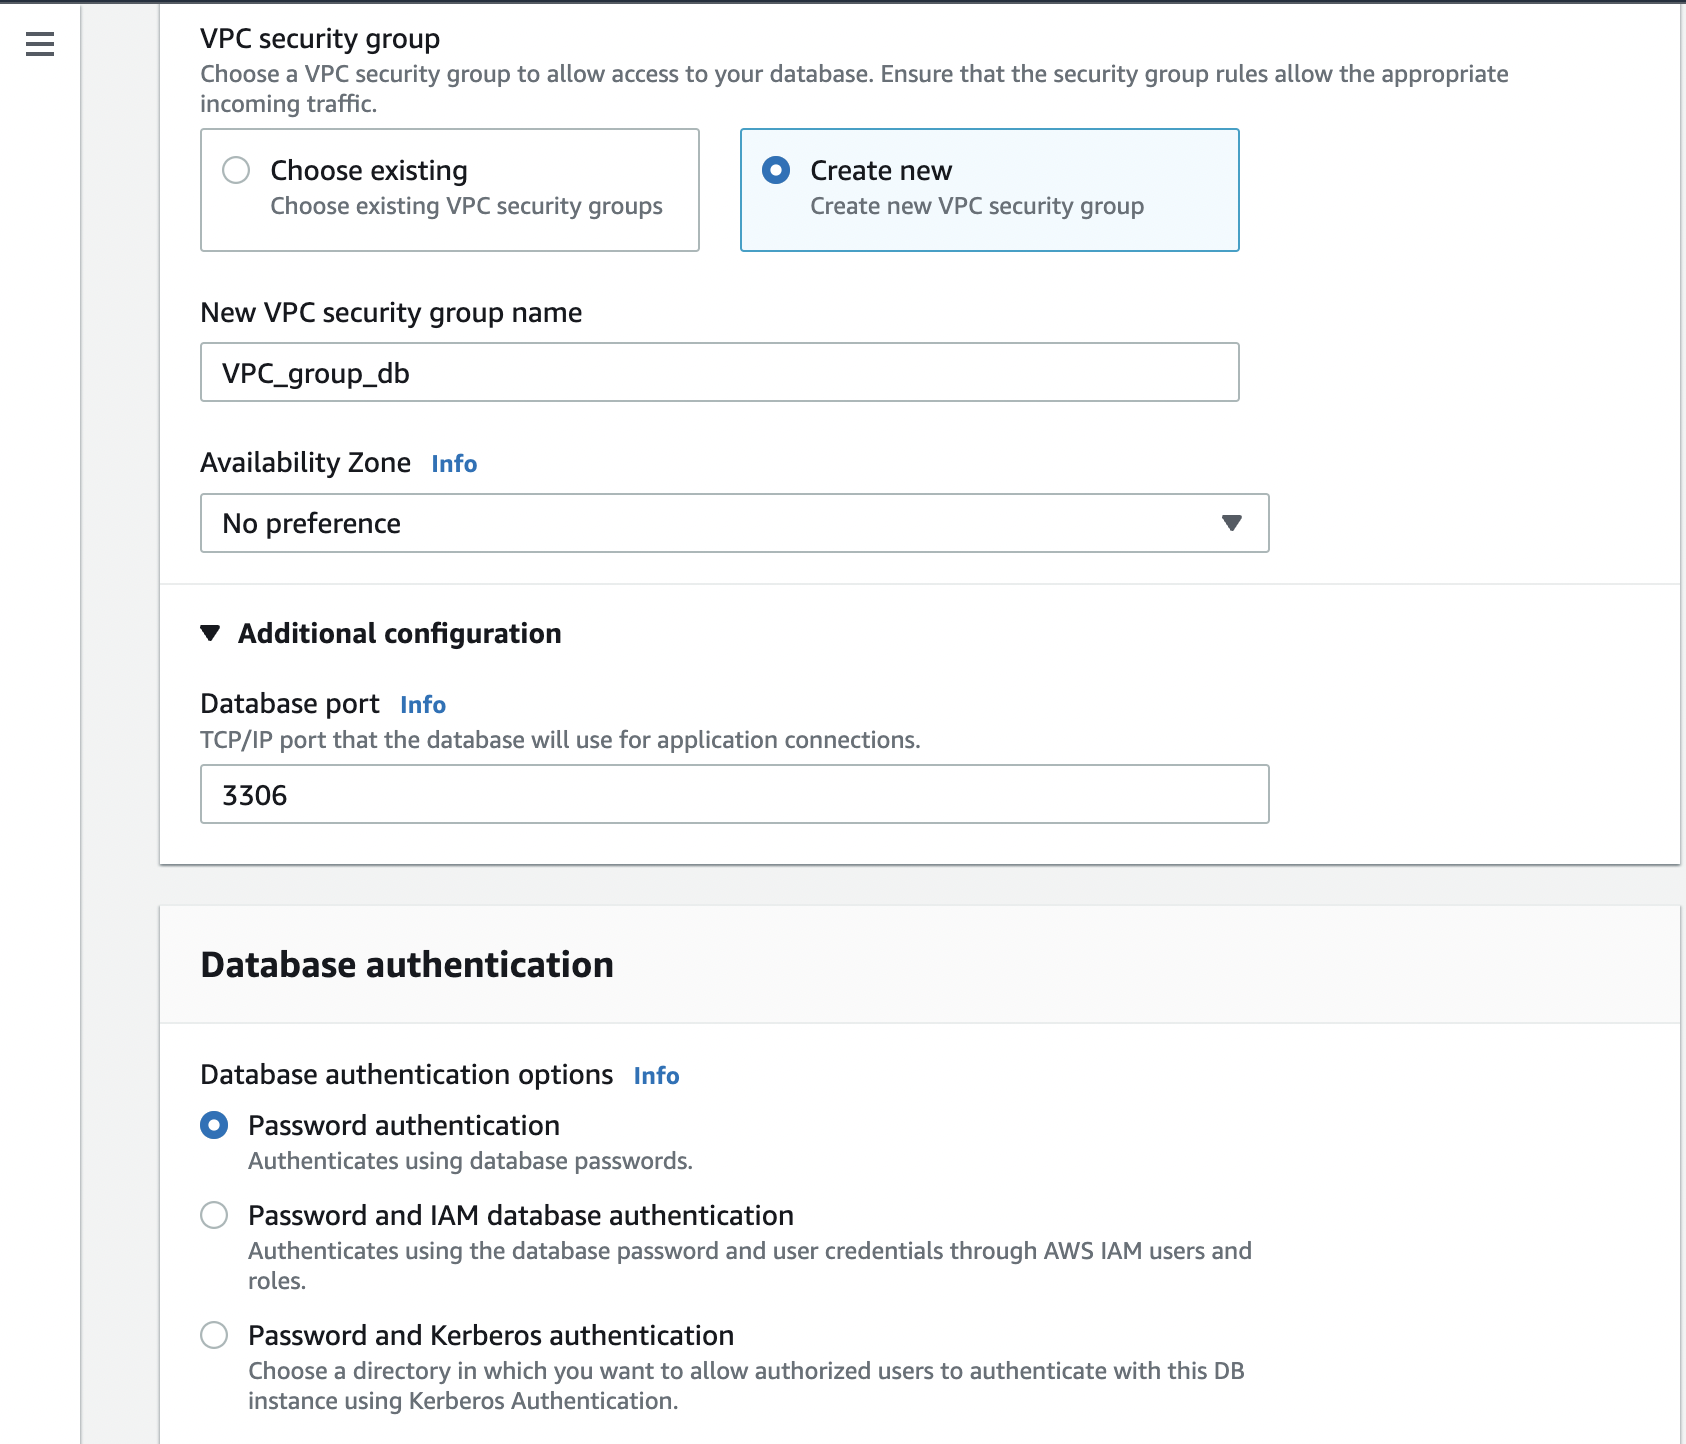 VPC security group
Choose a VPC security group to allow access to your database. Ensure that the security group rules allow the appropriate
incoming traffic.
Choose existing
Choose existing VPC security groups
Create new
Create new VPC security group
New VPC security group name
VPC_group_db
Availability Zone Info
No preference
Additional configuration
Database port Info
TCP/IP port that the database will use for application connections.
3306
Database authentication
Database authentication options Info
Password authentication
Authenticates using database passwords.
Password and IAM database authentication
Authenticates using the database password and user credentials through AWS IAM users and
roles.
Password and Kerberos authentication
Choose a directory in which you want to allow authorized users to authenticate with this DB
instance using Kerberos Authentication.